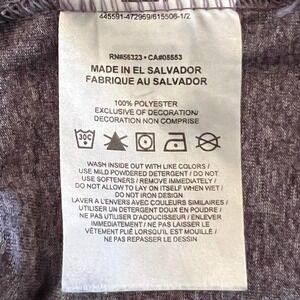 445591-472969/615506-1/2
RN#56323 • CA#05553
MADE IN EL SALVADOR
FABRIQUE AU SALVADOR
100% POLYESTER
EXCLUSIVE OF DECORATION/
DECORATION NON COMPRISE
30C
WASH INSIDE OUT WITH LIKE COLORS /
USE MILD POWDERED DETERGENT / DO NOT
USE SOFTENERS / REMOVE IMMEDIATELY /
DO NOT ALLOW TO LAY ON ITSELF WHEN WET /
DO NOT IRON DESIGN
LAVER A L'ENVERS AVEC COULEURS SIMILAIRES /
UTILISER UN DETERGENT DOUX EN POUDRE /
NE PAS UTILISER D'ADOUCISSEUR / ENLEVER
IMMEDIATEMENT / NE PAS LAISSER LE
VÊTEMENT PLIÉ LORSQU'IL EST MOUILLÉ /
NE PAS REPASSER LE DESSIN